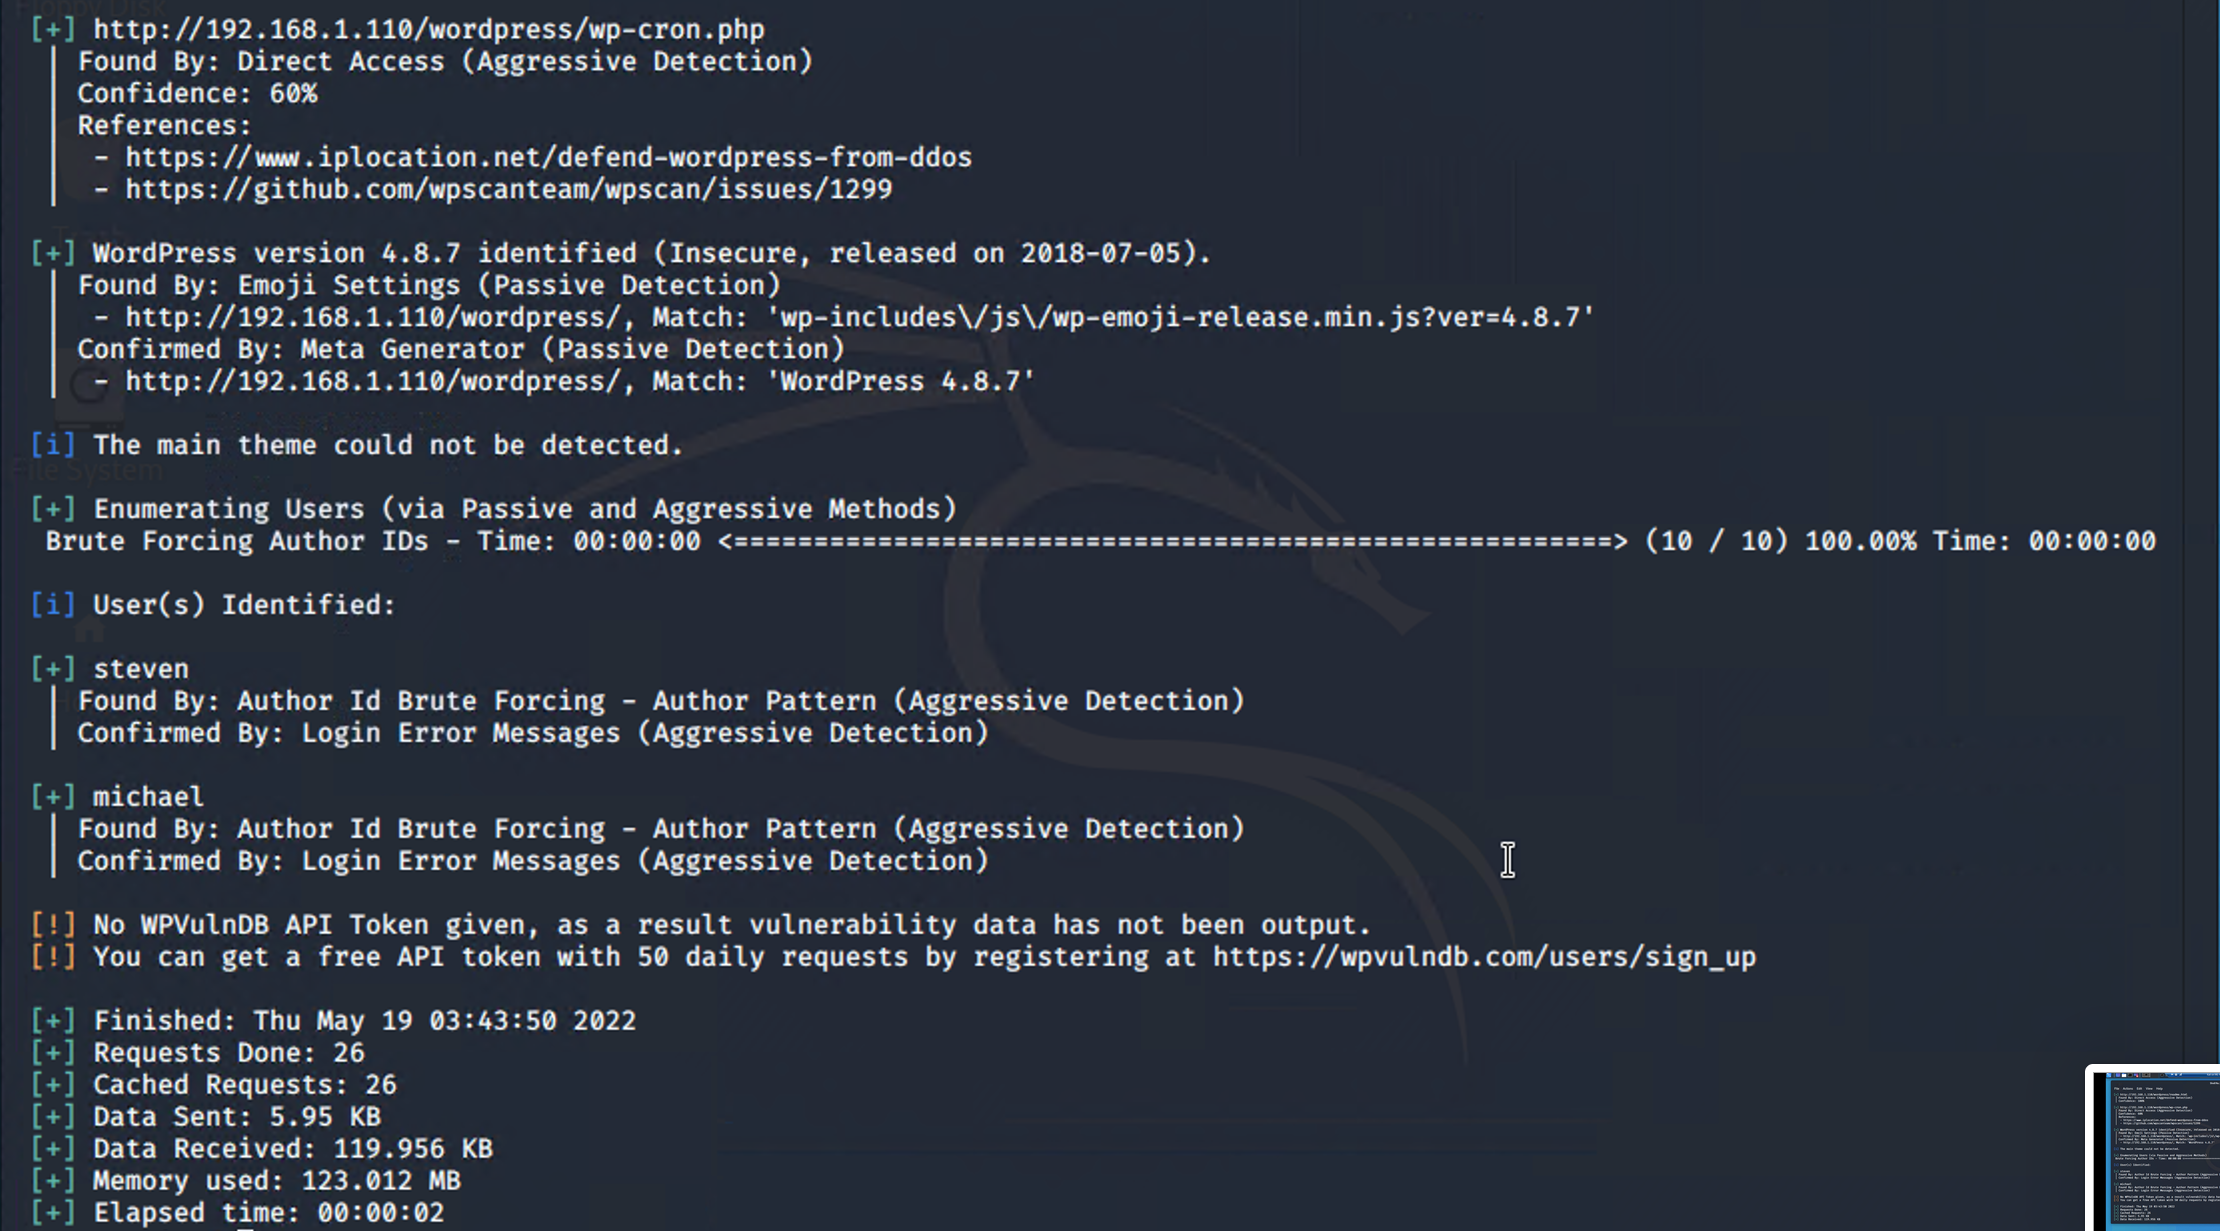 Floppy Disk
[+] http://192.168.1.110/wordpress/wp-cron.php
| Found By: Direct Access (Aggressive Detection)
| Confidence: 60%
| References:
|  - https://www.iplocation.net/defend-wordpress-from-ddos
|  - https://github.com/wpscanteam/wpscan/issues/1299
Trash
[+] WordPress version 4.8.7 identified (Insecure, released on 2018-07-05).
| Found By: Emoji Settings (Passive Detection)
|  - http://192.168.1.110/wordpress/, Match: 'wp-includes\/js\/wp-emoji-release.min.js?ver=4.8.7'
| Confirmed By: Meta Generator (Passive Detection)
|  - http://192.168.1.110/wordpress/, Match: 'WordPress 4.8.7'
[i] The main theme could not be detected.
File System
[+] Enumerating Users (via Passive and Aggressive Methods)
Brute Forcing Author IDs - Time: 00:00:00 <=======================================================> (10 / 10) 100.00% Time: 00:00:00
[i] User(s) Identified:
[+] steven
| Found By: Author Id Brute Forcing - Author Pattern (Aggressive Detection)
| Confirmed By: Login Error Messages (Aggressive Detection)
[+] michael
| Found By: Author Id Brute Forcing - Author Pattern (Aggressive Detection)
| Confirmed By: Login Error Messages (Aggressive Detection)
[!] No WPVulnDB API Token given, as a result vulnerability data has not been output.
[!] You can get a free API token with 50 daily requests by registering at https://wpvulndb.com/users/sign_up
[+] Finished: Thu May 19 03:43:50 2022
[+] Requests Done: 26
[+] Cached Requests: 26
[+] Data Sent: 5.95 KB
[+] Data Received: 119.956 KB
[+] Memory used: 123.012 MB
[+] Elapsed time: 00:00:02